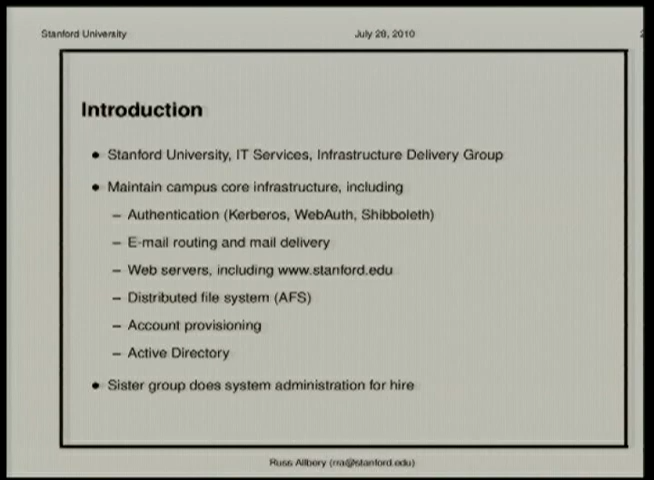 Stanford University
July 28, 2010
Introduction
• Stanford University, IT Services, Infrastructure Delivery Group
• Maintain campus core infrastructure, including
– Authentication (Kerberos, WebAuth, Shibboleth)
– E-mail routing and mail delivery
– Web servers, including www.stanford.edu
– Distributed file system (AFS)
– Account provisioning
– Active Directory
• Sister group does system administration for hire
Russ Allbery (rra@stanford.edu)